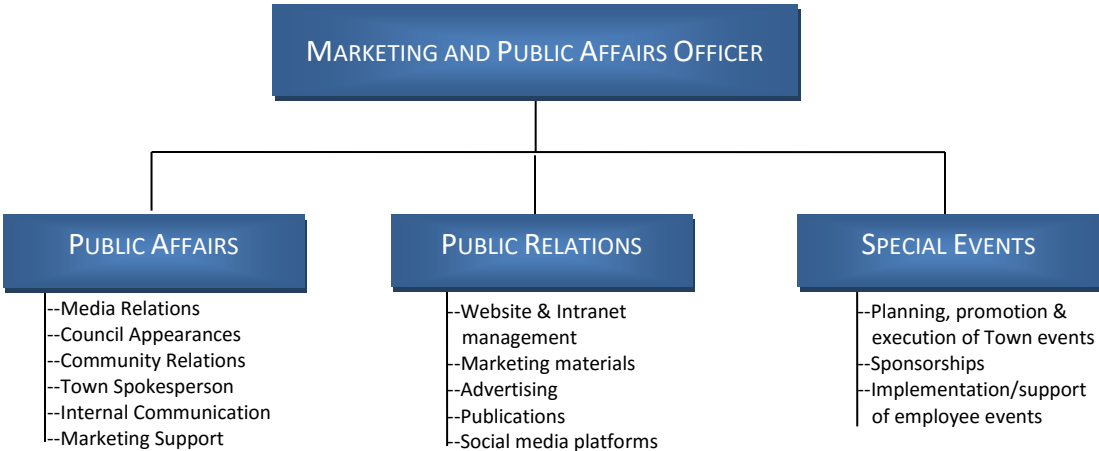 MARKETING AND PUBLIC AFFAIRS OFFICER
PUBLIC AFFAIRS
--Media Relations
--Council Appearances
--Community Relations
--Town Spokesperson
--Internal Communication
--Marketing Support
PUBLIC RELATIONS
--Website & Intranet
management
--Marketing materials
--Advertising
--Publications
--Social media platforms
SPECIAL EVENTS
--Planning, promotion &
execution of Town events
--Sponsorships
--Implementation/support
of employee events